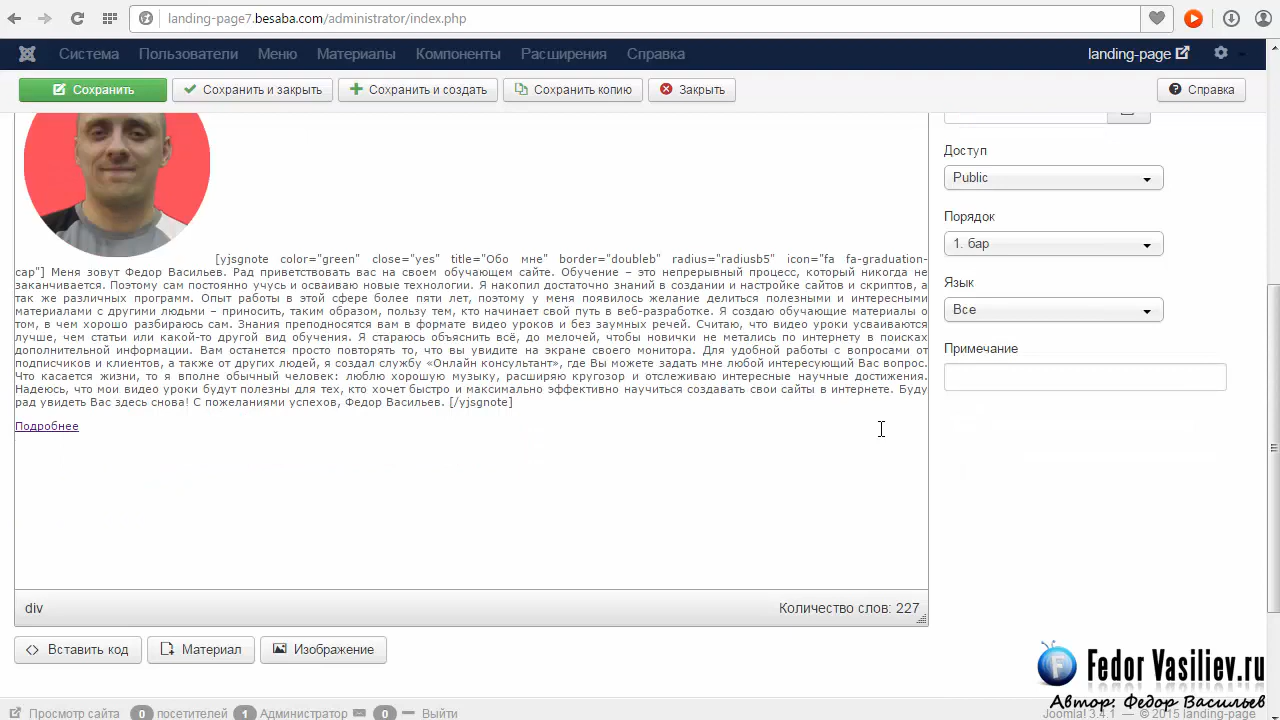 landing-page7.besaba.com/administrator/index.php
Система Пользователи Меню Материалы Компоненты Расширения Справка landing-page
Сохранить Сохранить и закрыть Сохранить и создать Сохранить копию Закрыть Справка
[yjsgnote color="green" close="yes" title="Обо мне" border="doubleb" radius="radiusb5" icon="fa fa-graduation-
cap"] Меня зовут Федор Васильев. Рад приветствовать вас на своем обучающем сайте. Обучение – это непрерывный процесс, который никогда не
заканчивается. Поэтому сам постоянно учусь и осваиваю новые технологии. Я накопил достаточно знаний в создании и настройке сайтов и скриптов, а
так же различных программ. Опыт работы в этой сфере более пяти лет, поэтому у меня появилось желание делиться полезными и интересными
материалами с другими людьми – приносить, таким образом, пользу тем, кто начинает свой путь в веб-разработке. Я создаю обучающие материалы о
том, в чем хорошо разбираюсь сам. Знания преподносятся вам в формате видео уроков и без заумных речей. Считаю, что видео уроки усваиваются
лучше, чем статьи или какой-то другой вид обучения. Я стараюсь объяснить всё, до мелочей, чтобы новички не метались по интернету в поисках
дополнительной информации. Вам останется просто повторять то, что вы увидите на экране своего монитора. Для удобной работы с вопросами от
подписчиков и клиентов, а также от других людей, я создал службу «Онлайн консультант», где Вы можете задать мне любой интересующий Вас вопрос.
Что касается жизни, то я вполне обычный человек: люблю хорошую музыку, расширяю кругозор и отслеживаю интересные научные достижения.
Надеюсь, что мои видео уроки будут полезны для тех, кто хочет быстро и максимально эффективно научиться создавать свои сайты в интернете. Буду
рад увидеть Вас здесь снова! С пожеланиями успехов, Федор Васильев. [/yjsgnote]
Подробнее
div Количество слов: 227
Вставить код Материал Изображение
Доступ
Public
Порядок
1. бар
Язык
Все
Примечание
Fedor Vasiliev.ru
Автор: Федор Васильев
Просмотр сайта 0 посетителей 1 Администратор 0 Выйти
Joomla! 3.4.1 — © 2015 landing-page